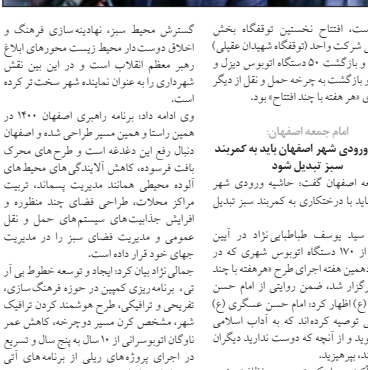 ست، افتتاح نخستین توقفگاه بخش
شرکت واحد (توقفگاه شهیدان عقیلی)
و بازگشت ۵۰ دستگاه اتوبوس دیزل و
بازگشت به چرخه حمل و نقل از دیگر
«هر هفته با چند افتتاح» بود.
امام جمعه اصفهان:
ورودی شهر اصفهان باید به کمربند
سبز تبدیل شود
اصفهان گفت: حاشیه ورودی شهر
باید با درختکاری به کمربند سبز تبدیل
سید یوسف طباطبایی‌نژاد در آیین
از ۱۷۰ دستگاه اتوبوس شهری که در
دهمین هفته اجرای طرح «هر هفته با چند
برگزار شد، ضمن روایتی از امام حسن
(ع) اظهار کرد: امام حسن عسگری (ع)
توصیه کرده‌اند که به آداب اسلامی
وید و از آنچه که دوست ندارید دیگران
ند، بپرهیزید.
گسترش محیط سبز، نهادینه‌سازی فرهنگ و
اخلاق دوست‌دار محیط زیست محورهای ابلاغ
رهبر معظم انقلاب است و در این بین نقش
شهرداری را به عنوان نماینده شهر سخت‌تر کرده
است.
وی ادامه داد: برنامه راهبری اصفهان ۱۴۰۰ در
همین راستا و همین مسیر طراحی شده و اصفهان
دنبال رفع این دغدغه است و طرح‌های محرک
بافت فرسوده، کاهش آلایندگی‌های محیط‌های
آلوده محیطی همانند مدیریت پسماند، تربیت
مراکز محلات، طراحی فضای چند منظوره و
افزایش جذابیت‌های سیستم‌های حمل و نقل
عمومی و مدیریت فضای سبز را در مدیریت
جهای خود قرار داده است.
جمالی‌نژاد بیان کرد: ایجاد و توسعه خطوط بی آر
تی، برنامه‌ریزی کمپین در حوزه فرهنگ‌سازی،
تفریحی و ترافیکی، طرح هوشمند کردن ترافیک
شهر، مشخص کردن مسیر دوچرخه، کاهش عمر
ناوگان اتوبوسرانی از ۱۰ سال به پنج سال و تسریع
در اجرای پروژه‌های ریلی از برنامه‌های آتی